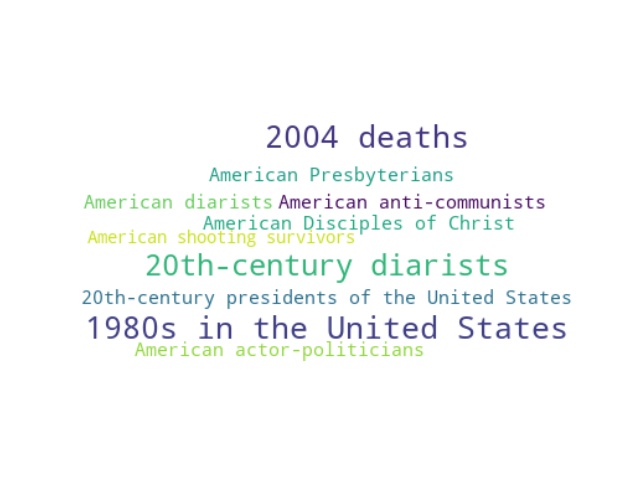 2004 deaths
American Presbyterians
American diarists American anti-communists
American Disciples of Christ
American shooting survivors
20th-century diarists
20th-century presidents of the United States
1980s in the United States
American actor-politicians